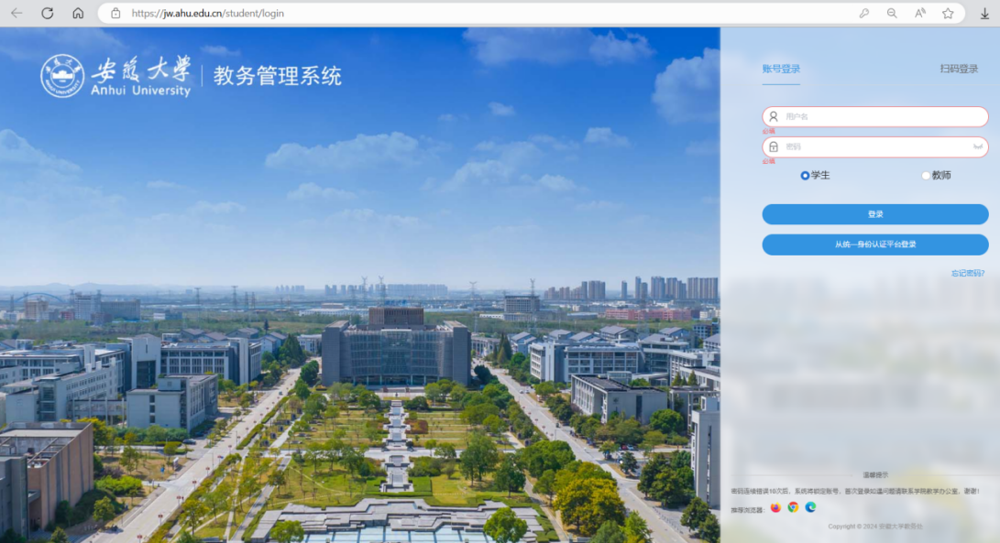 https://jw.ahu.edu.cn/student/login
安徽大学
Anhui University
教务管理系统
账号登录
扫码登录
用户名
必填
密码
必填
学生
教师
登录
从统一身份认证平台登录
忘记密码?
温馨提示
密码连续错误10次后，系统将锁定账号，首次登录如遇问题请联系学院教学办公室，谢谢！
推荐浏览器：
Copyright © 2024 安徽大学教务处